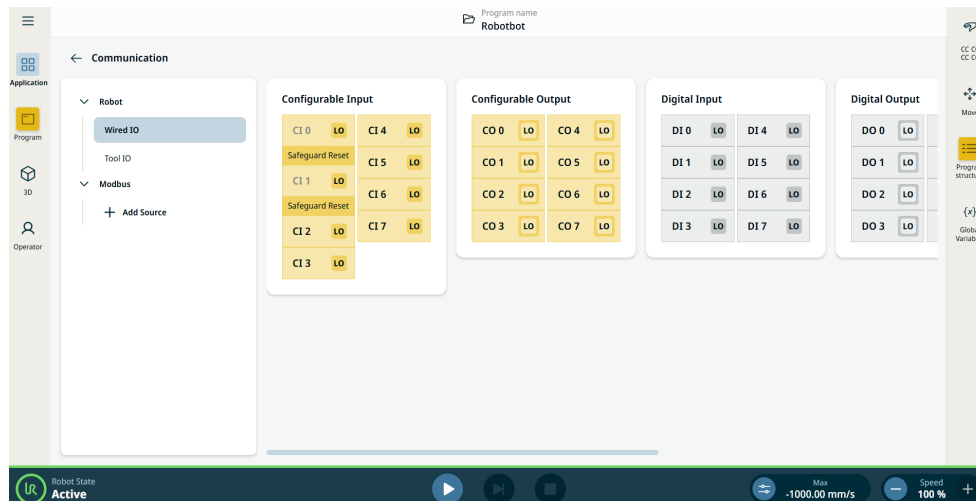 Program name
Robotbot
Communication
Application
Program
3D
Operator
Robot
Wired IO
Tool IO
Modbus
Add Source
Configurable Input
CI 0 LO CI 4 LO
Safeguard Reset
CI 5 LO
CI 1 LO
CI 6 LO
Safeguard Reset
CI 2 LO CI 7 LO
CI 3 LO
Configurable Output
CO 0 LO CO 4 LO
CO 1 LO CO 5 LO
CO 2 LO CO 6 LO
CO 3 LO CO 7 LO
Digital Input
DI 0 LO DI 4 LO
DI 1 LO DI 5 LO
DI 2 LO DI 6 LO
DI 3 LO DI 7 LO
Digital Output
DO 0 LO
DO 1 LO
DO 2 LO
DO 3 LO
Move
{x}
Robot State
Active
Max
-1000.00 mm/s
Speed
100 %